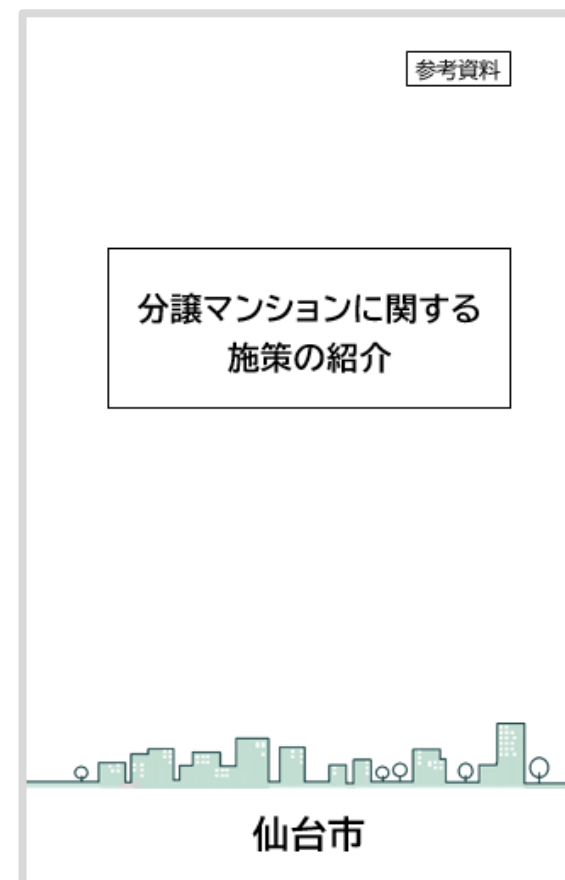 参考資料
分譲マンションに関する
施策の紹介
仙台市